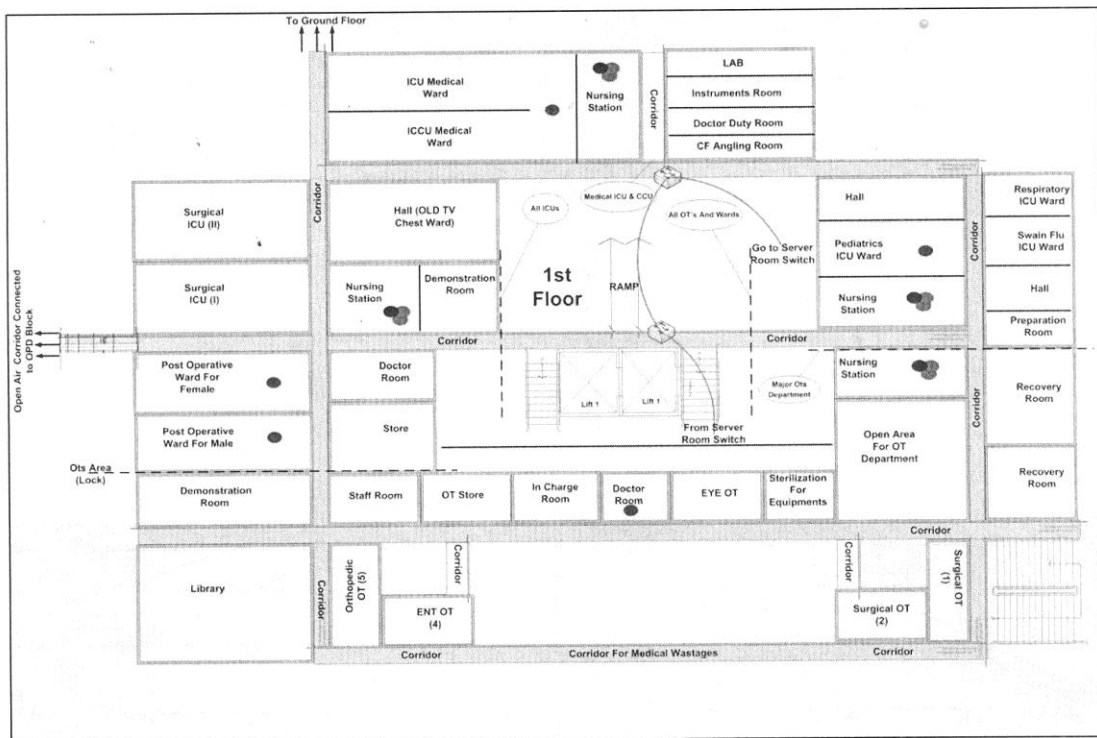 To Ground Floor
ICU Medical
Ward
ICCU Medical
Ward
Nursing
Station
Corridor
LAB
Instruments Room
Doctor Duty Room
CF Angling Room
Surgical
ICU (II)
Surgical
ICU (I)
Corridor
Hall (OLD TV
Chest Ward)
Nursing
Station
Demonstration
Room
All ICUs
Medical ICU & CCU
All OT's And Wards
1st
Floor
RAMP
Go to Server
Room Switch
Hall
Pediatrics
ICU Ward
Nursing
Station
Corridor
Respiratory
ICU Ward
Swain Flu
ICU Ward
Hall
Preparation
Room
Open Air Corridor Connected
to OPD Block
Corridor
Corridor
Post Operative
Ward For
Female
Post Operative
Ward For Male
Ots Area
(Lock)
Demonstration
Room
Doctor
Room
Store
Lift 1
Lift 1
Major Ots
Department
From Server
Room Switch
Nursing
Station
Open Area
For OT
Department
Corridor
Recovery
Room
Recovery
Room
Staff Room
OT Store
In Charge
Room
Doctor
Room
EYE OT
Sterilization
For
Equipments
Corridor
Library
Corridor
Orthopedic
OT (5)
Corridor
ENT OT
(4)
Corridor
Surgical OT
(2)
Surgical OT
(1)
Corridor
Corridor For Medical Wastages
Corridor